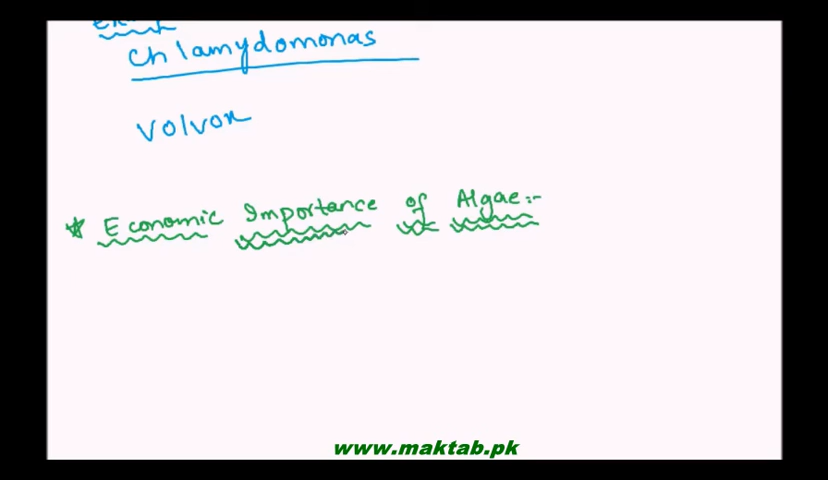 Chlamydomonas
Volvox
* Economic Importance of Algae:-
www.maktab.pk